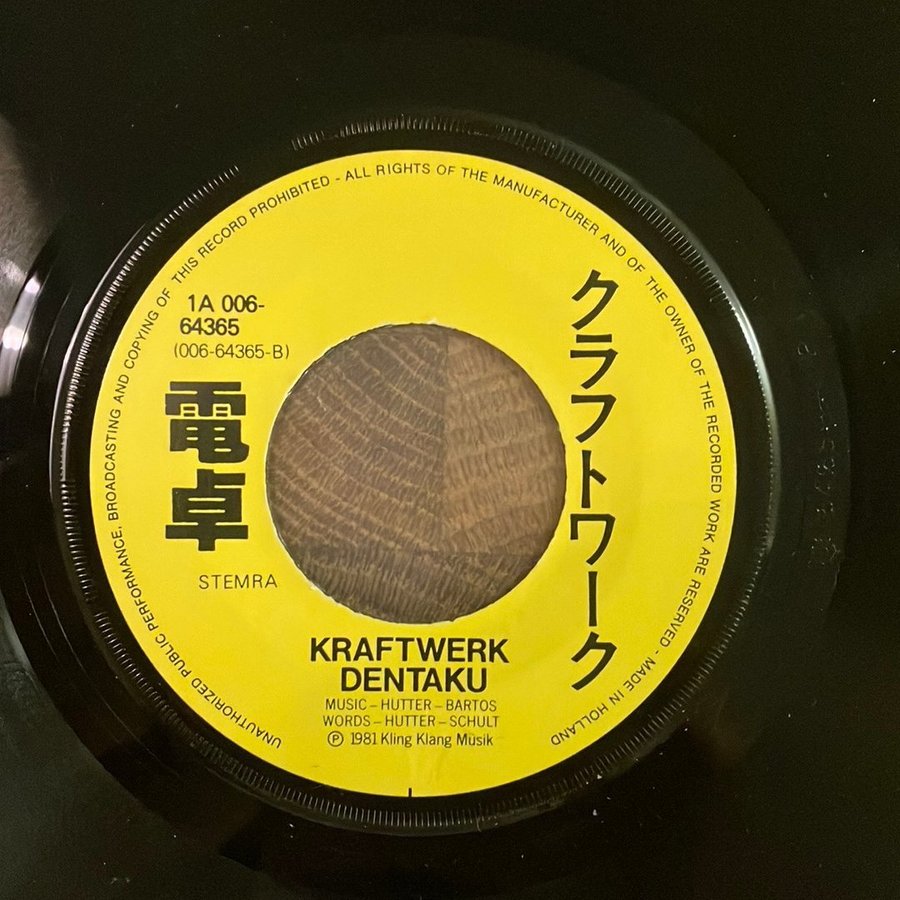 UNAUTHORIZED PUBLIC PERFORMANCE, BROADCASTING AND COPYING OF THIS RECORD PROHIBITED - ALL RIGHTS OF THE MANUFACTURER AND OF THE OWNER OF THE RECORDED WORK ARE RESERVED - MADE IN HOLLAND
1A 006-
64365
(006-64365-B)
電卓
STEMRA
クラフトワーク
KRAFTWERK
DENTAKU
MUSIC – HUTTER – BARTOS
WORDS – HUTTER – SCHULT
Ⓟ 1981 Kling Klang Musik